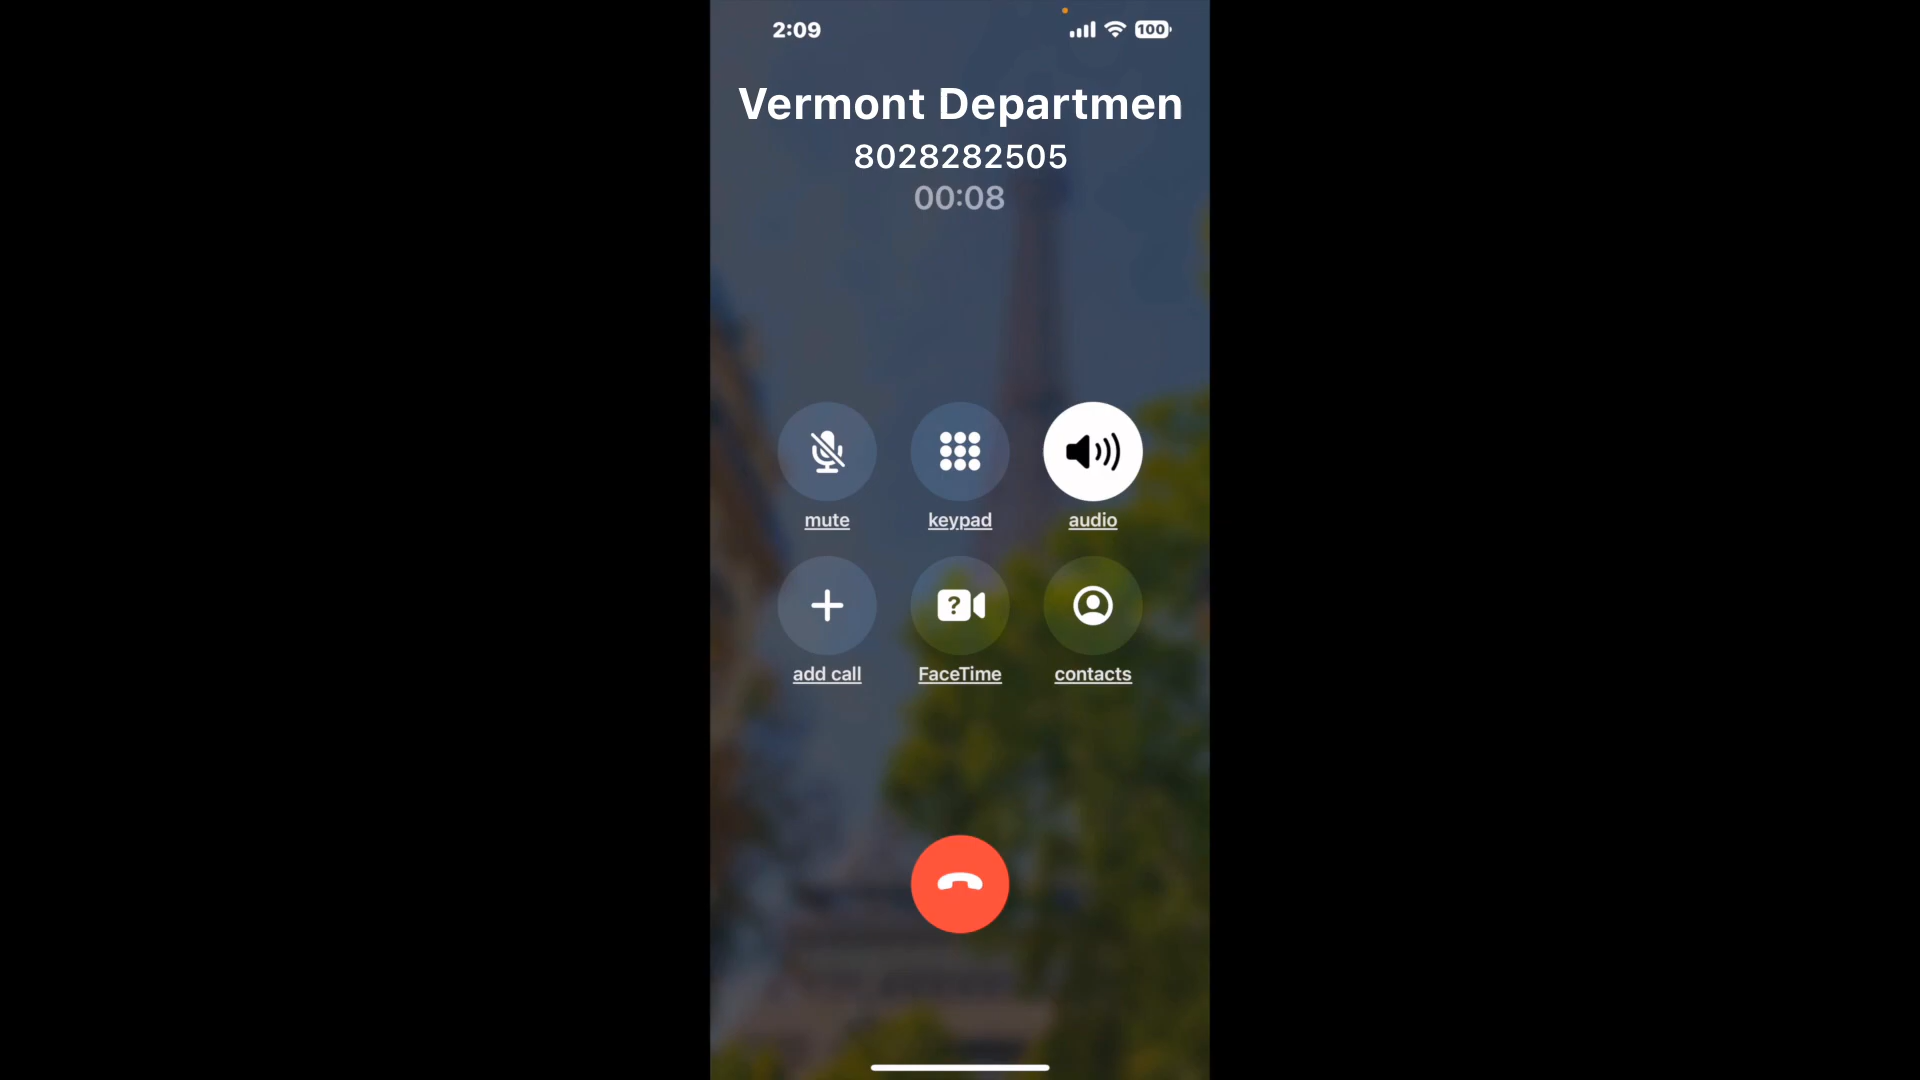 2:09
100
Vermont Departmen
8028282505
00:08
mute
keypad
audio
add call
FaceTime
contacts